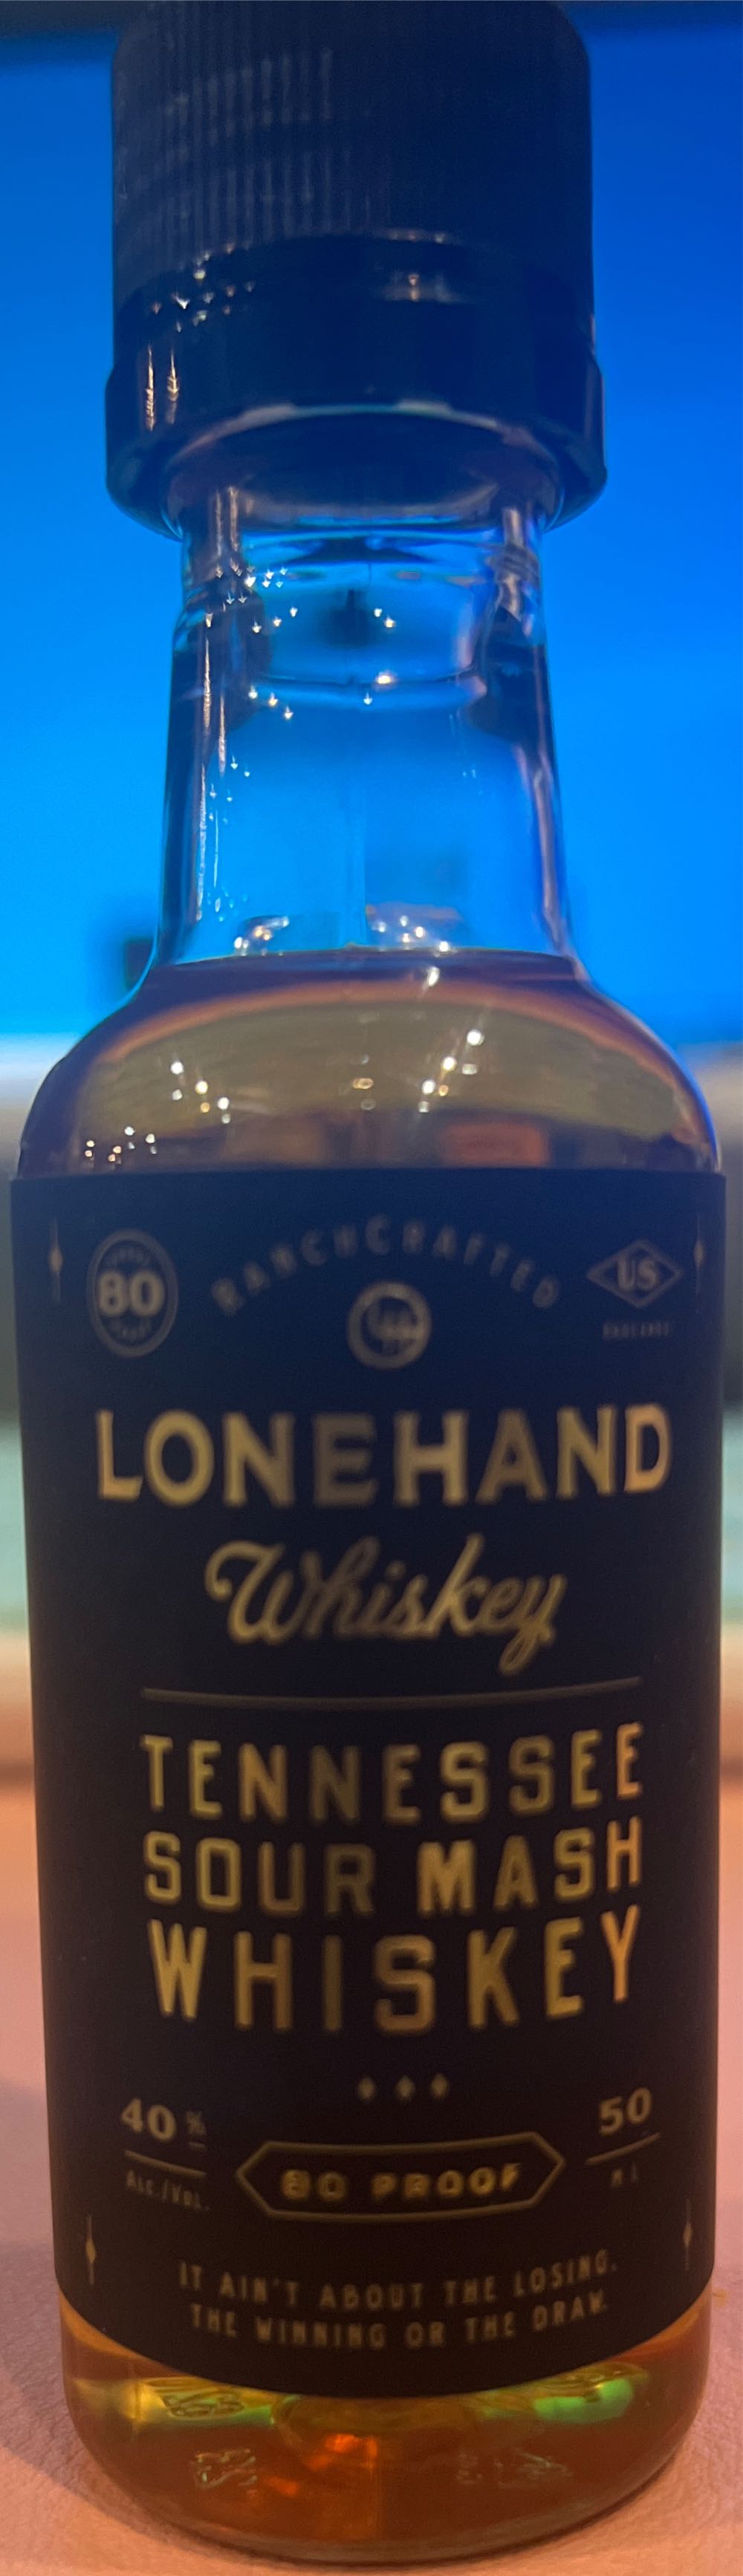 RANCHCRAFTED
80
US
LONEHAND
Whiskey
TENNESSEE
SOUR MASH
WHISKEY
40 %
ALC./VOL.
80 PROOF
50
ML
IT AIN'T ABOUT THE LOSING,
THE WINNING OR THE DRAW.